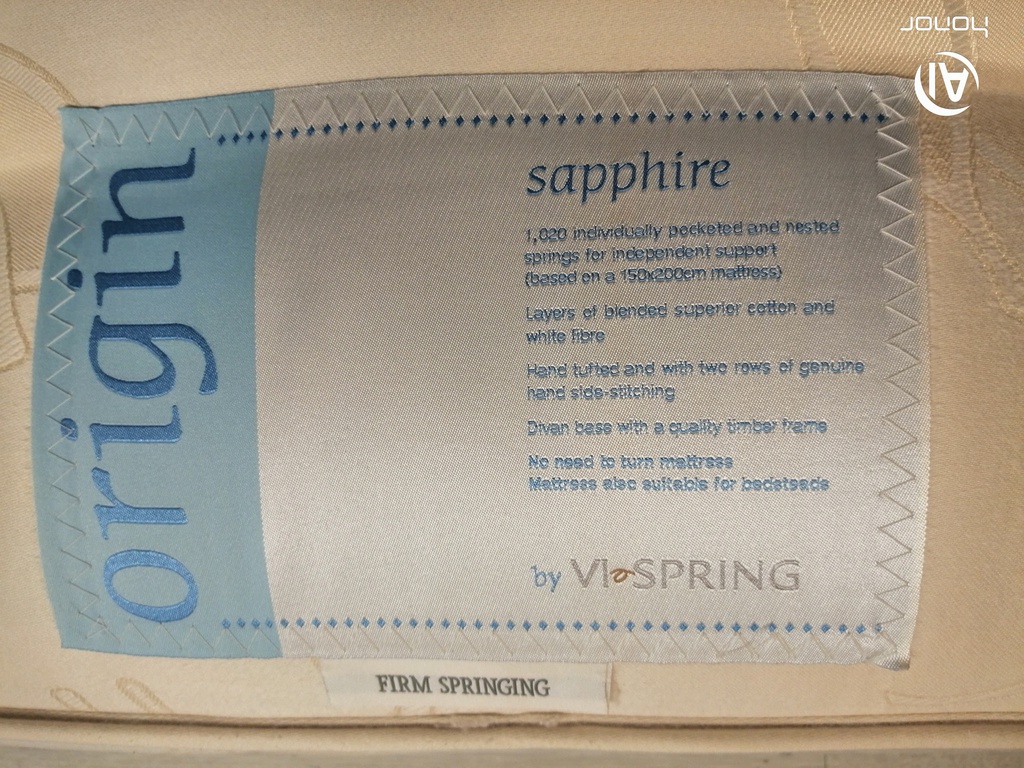 honor
AI
origin
sapphire
1,020 individually pocketed and nested
springs for independent support
(based on a 150x200cm mattress)
Layers of blended superior cotton and
white fibre
Hand tufted and with two rows of genuine
hand side-stitching
Divan base with a quality timber frame
No need to turn mattress
Mattress also suitable for bedsteads
by VI-SPRING
FIRM SPRINGING